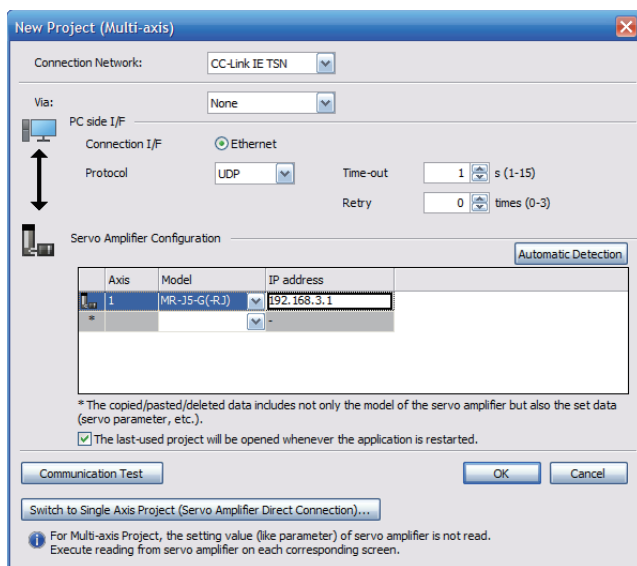 New Project (Multi-axis)
Connection Network: CC-Link IE TSN
Via: None
PC side I/F
Connection I/F Ethernet
Protocol UDP Time-out 1 s (1-15)
Retry 0 times (0-3)
Servo Amplifier Configuration
Automatic Detection
Axis Model IP address
1 MR-J5-G(-RJ) 192.168.3.1
* -
* The copied/pasted/deleted data includes not only the model of the servo amplifier but also the set data
(servo parameter, etc.).
The last-used project will be opened whenever the application is restarted.
Communication Test OK Cancel
Switch to Single Axis Project (Servo Amplifier Direct Connection)...
For Multi-axis Project, the setting value (like parameter) of servo amplifier is not read.
Execute reading from servo amplifier on each corresponding screen.